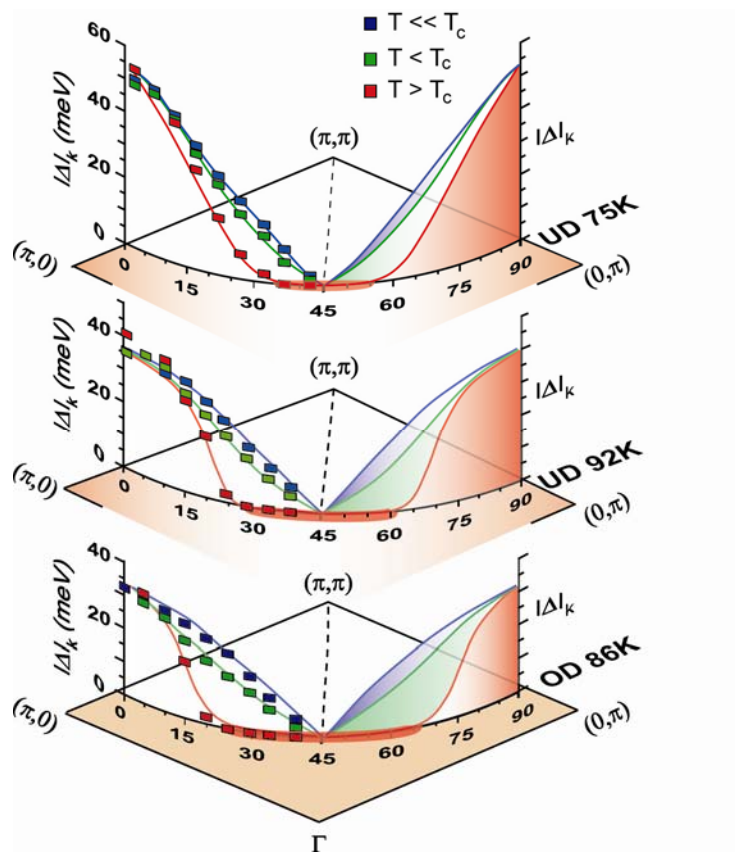 T << Tc
T < Tc
T > Tc
60
40
20
0
|Δ|k (meV)
(π,π)
|Δ|k
UD 75K
(π,0)
(0,π)
0 15 30 45 60 75 90
40
20
0
|Δ|k (meV)
(π,π)
|Δ|k
UD 92K
(π,0)
(0,π)
0 15 30 45 60 75 90
40
20
0
|Δ|k (meV)
(π,π)
|Δ|k
OD 86K
(π,0)
(0,π)
0 15 30 45 60 75 90
Γ